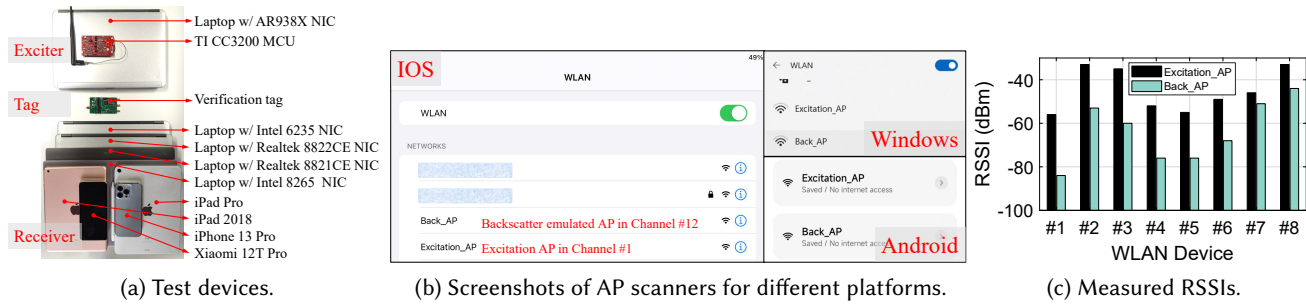 Exciter
Tag
Receiver
Laptop w/ AR938X NIC
TI CC3200 MCU
Verification tag
Laptop w/ Intel 6235 NIC
Laptop w/ Realtek 8822CE NIC
Laptop w/ Realtek 8821CE NIC
Laptop w/ Intel 8265 NIC
iPad Pro
iPad 2018
iPhone 13 Pro
Xiaomi 12T Pro
(a) Test devices.
IOS
49%
WLAN
WLAN
NETWORKS
Back_AP Backscatter emulated AP in Channel #12
Excitation_AP Excitation AP in Channel #1
WLAN
Excitation_AP
Back_AP
Windows
Excitation_AP
Saved / No internet access
Back_AP
Saved / No internet acce
Android
(b) Screenshots of AP scanners for different platforms.
Excitation_AP
Back_AP
RSSI (dBm)
-40
-60
-80
-100
#1 #2 #3 #4 #5 #6 #7 #8
WLAN Device
(c) Measured RSSIs.